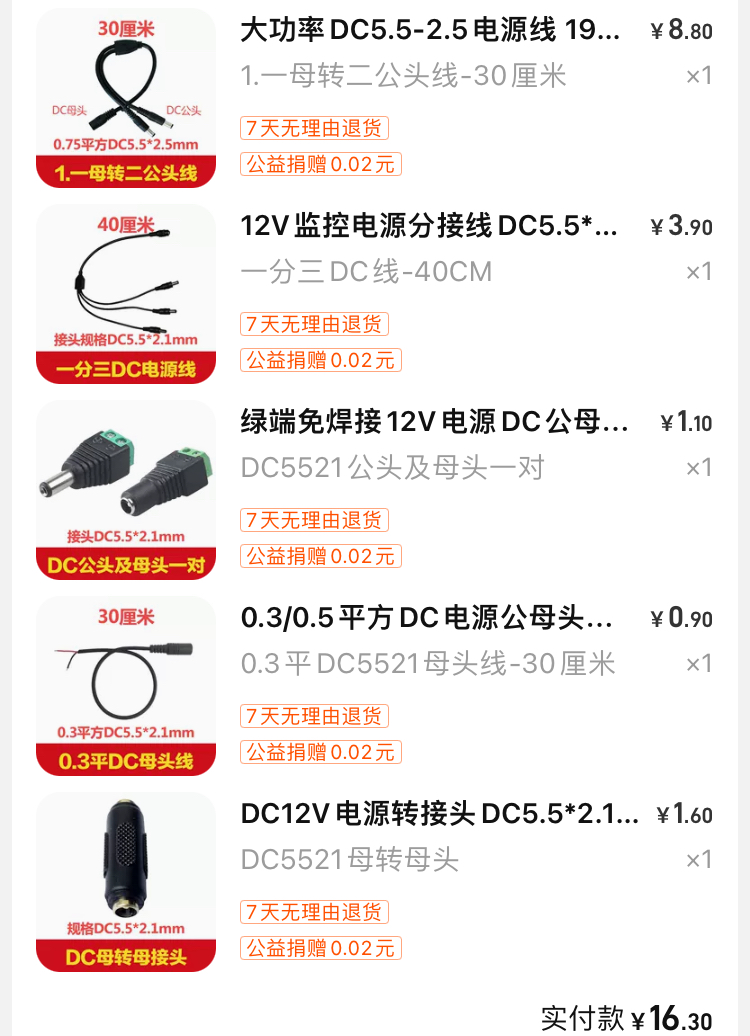 30厘米
DC母头
DC公头
0.75平方DC5.5*2.5mm
1.一母转二公头线
大功率DC5.5-2.5电源线 19...
¥8.80
1.一母转二公头线-30厘米
×1
7天无理由退货
公益捐赠0.02元
40厘米
接头规格DC5.5*2.1mm
一分三DC电源线
12V监控电源分接线DC5.5*...
¥3.90
一分三DC线-40CM
×1
7天无理由退货
公益捐赠0.02元
接头DC5.5*2.1mm
DC公头及母头一对
绿端免焊接12V电源DC公母...
¥1.10
DC5521公头及母头一对
×1
7天无理由退货
公益捐赠0.02元
30厘米
0.3平方DC5.5*2.1mm
0.3平DC母头线
0.3/0.5平方DC电源公母头...
¥0.90
0.3平DC5521母头线-30厘米
×1
7天无理由退货
公益捐赠0.02元
规格DC5.5*2.1mm
DC母转母接头
DC12V电源转接头DC5.5*2.1...
¥1.60
DC5521母转母头
×1
7天无理由退货
公益捐赠0.02元
实付款¥16.30